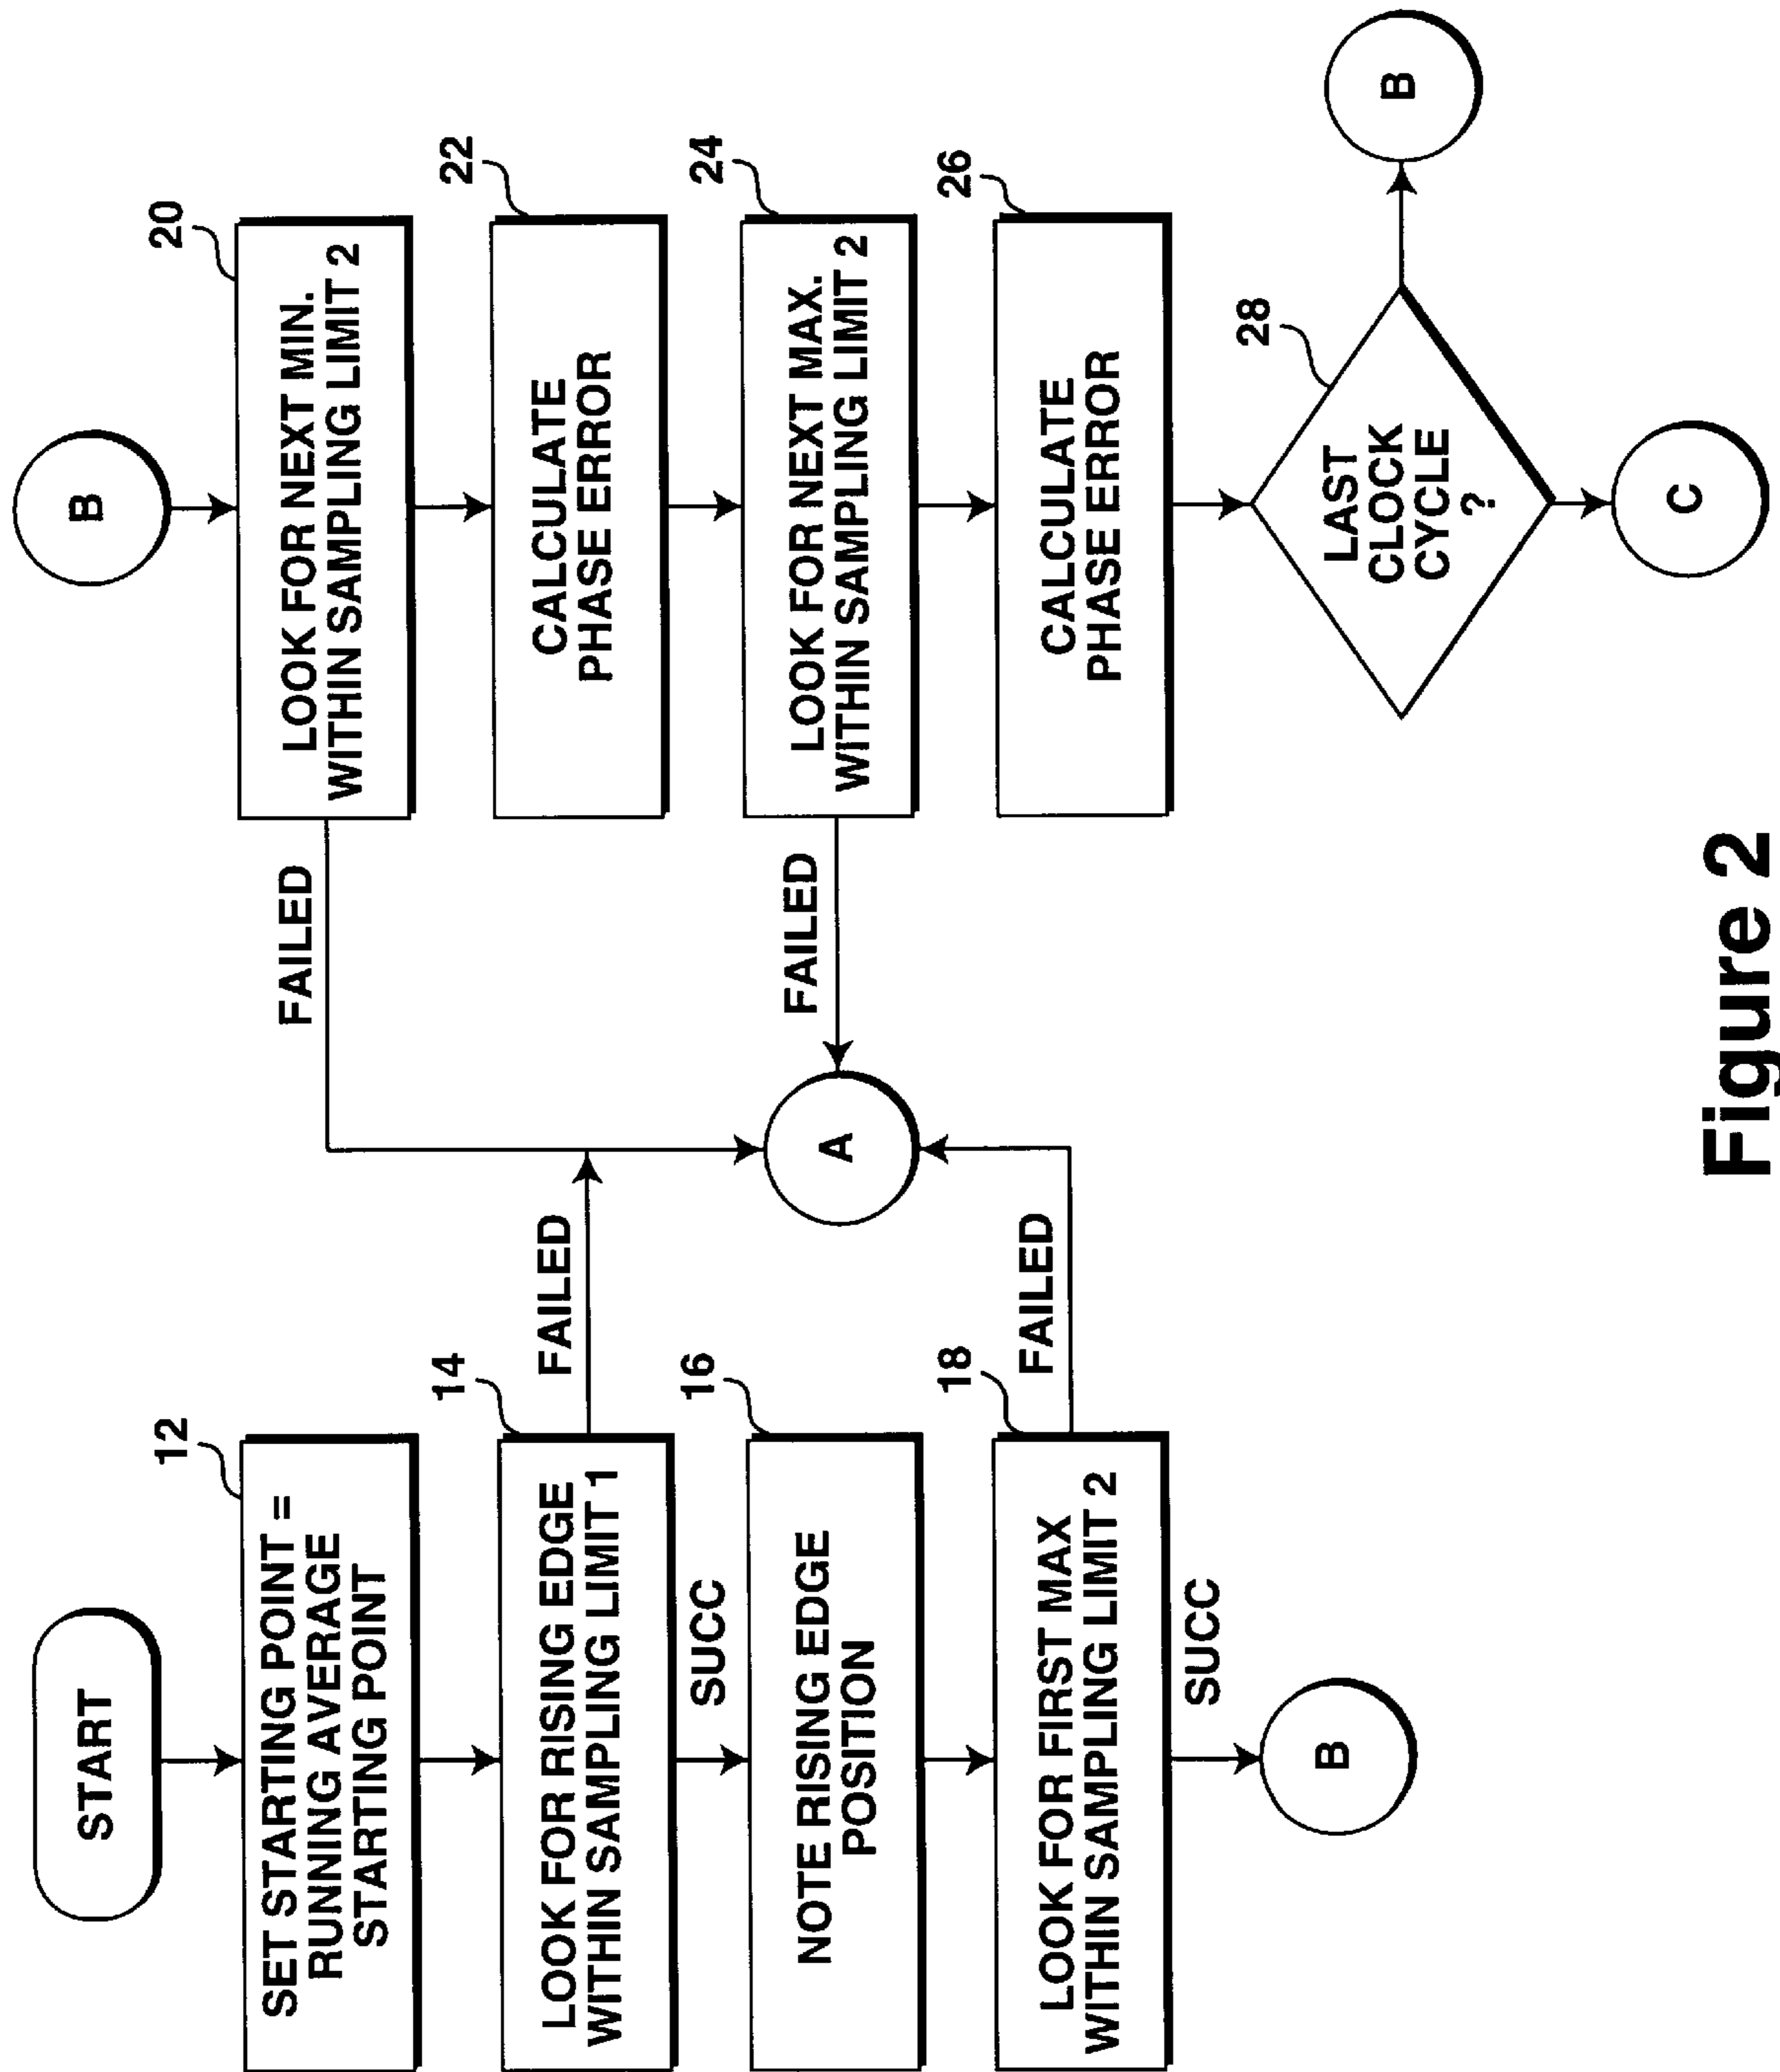 START
12
SET STARTING POINT =
RUNNING AVERAGE
STARTING POINT
14
LOOK FOR RISING EDGE
WITHIN SAMPLING LIMIT 1
FAILED
SUCC
16
NOTE RISING EDGE
POSITION
18
LOOK FOR FIRST MAX
WITHIN SAMPLING LIMIT 2
FAILED
SUCC
B
A
B
20
LOOK FOR NEXT MIN.
WITHIN SAMPLING LIMIT 2
FAILED
22
CALCULATE
PHASE ERROR
24
LOOK FOR NEXT MAX.
WITHIN SAMPLING LIMIT 2
FAILED
26
CALCULATE
PHASE ERROR
28
LAST
CLOCK
CYCLE
?
B
C
Figure 2